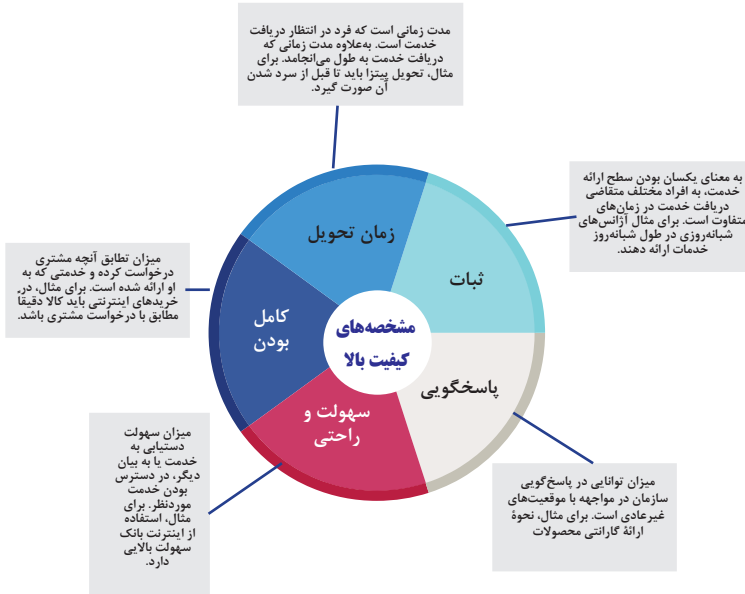 مدت زمانی است که فرد در انتظار دریافت
خدمت است. به‌علاوه مدت زمانی که
دریافت خدمت به طول می‌انجامد. برای
مثال، تحویل پیتزا باید تا قبل از سرد شدن
آن صورت گیرد.
به معنای یکسان بودن سطح ارائه
خدمت، به افراد مختلف متقاضی
دریافت خدمت در زمان‌های
متفاوت است. برای مثال آژانس‌های
شبانه‌روزی در طول شبانه‌روز
خدمات ارائه دهند.
زمان تحویل
ثبات
میزان تطابق آنچه مشتری
درخواست کرده و خدمتی که به
او ارائه شده است. برای مثال، در
خریدهای اینترنتی باید کالا دقیقاً
مطابق با درخواست مشتری باشد.
کامل
بودن
مشخصه‌های
کیفیت بالا
پاسخگویی
سهولت و
راحتی
میزان سهولت
دستیابی به
خدمت یا به بیان
دیگر، در دسترس
بودن خدمت
موردنظر. برای
مثال، استفاده
از اینترنت بانک
سهولت بالایی
دارد.
میزان توانایی در پاسخ‌گویی
سازمان در مواجهه با موقعیت‌های
غیرعادی است. برای مثال، نحوۀ
ارائۀ گارانتی محصولات